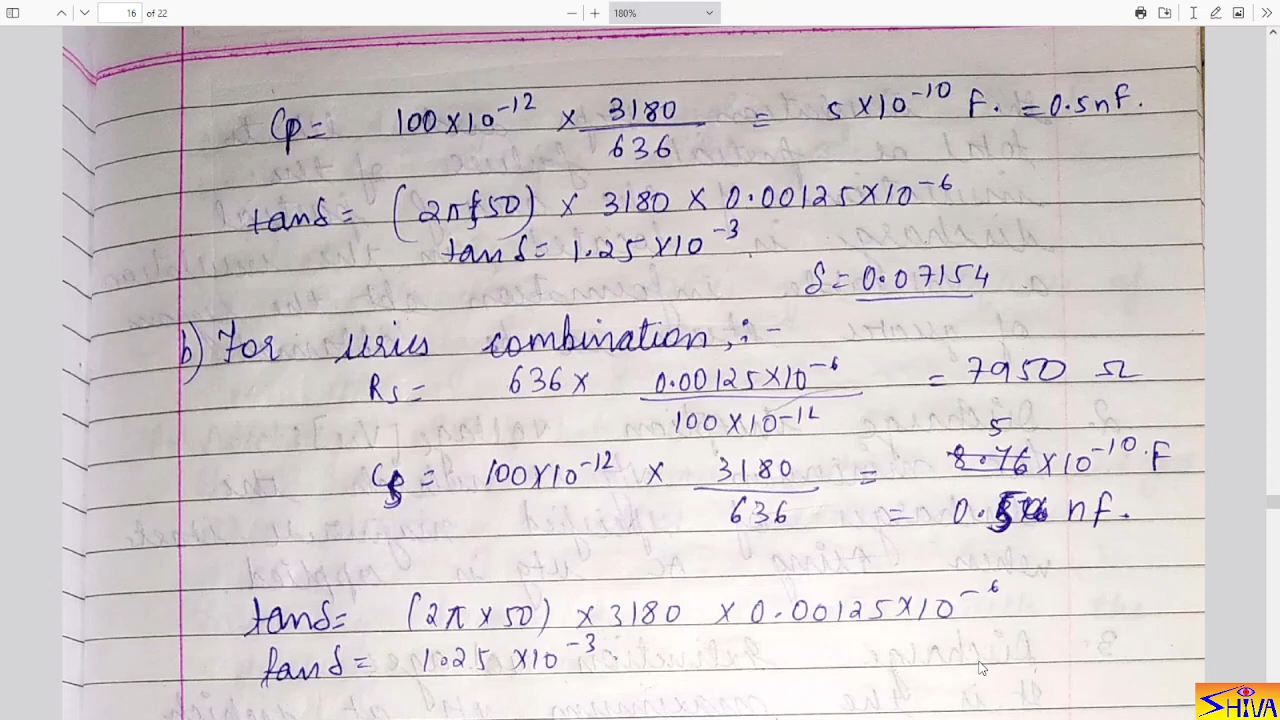 16 of 22
180%
Cp = 100 x 10^-12 x 3180/636 = 5 x 10^-10 F. = 0.5 nF.
tanδ = (2πf50) x 3180 x 0.00125 x 10^-6
tanδ = 1.25 x 10^-3
δ = 0.07154
b) For series combination, :-
Rs = 636 x 0.00125 x 10^-6 / 100 x 10^-12 = 7950 Ω
Cs = 100 x 10^-12 x 3180/636 = 5 x 10^-10 . F
= 0.5 nf.
tanδ = (2π x 50) x 3180 x 0.00125 x 10^-6
tanδ = 1.25 x 10^-3.
SHIVA